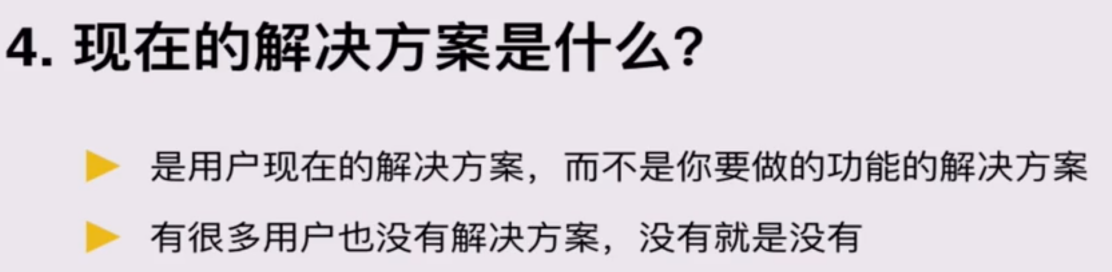 4. 现在的解决方案是什么?
是用户现在的解决方案，而不是你要做的功能的解决方案
有很多用户也没有解决方案，没有就是没有